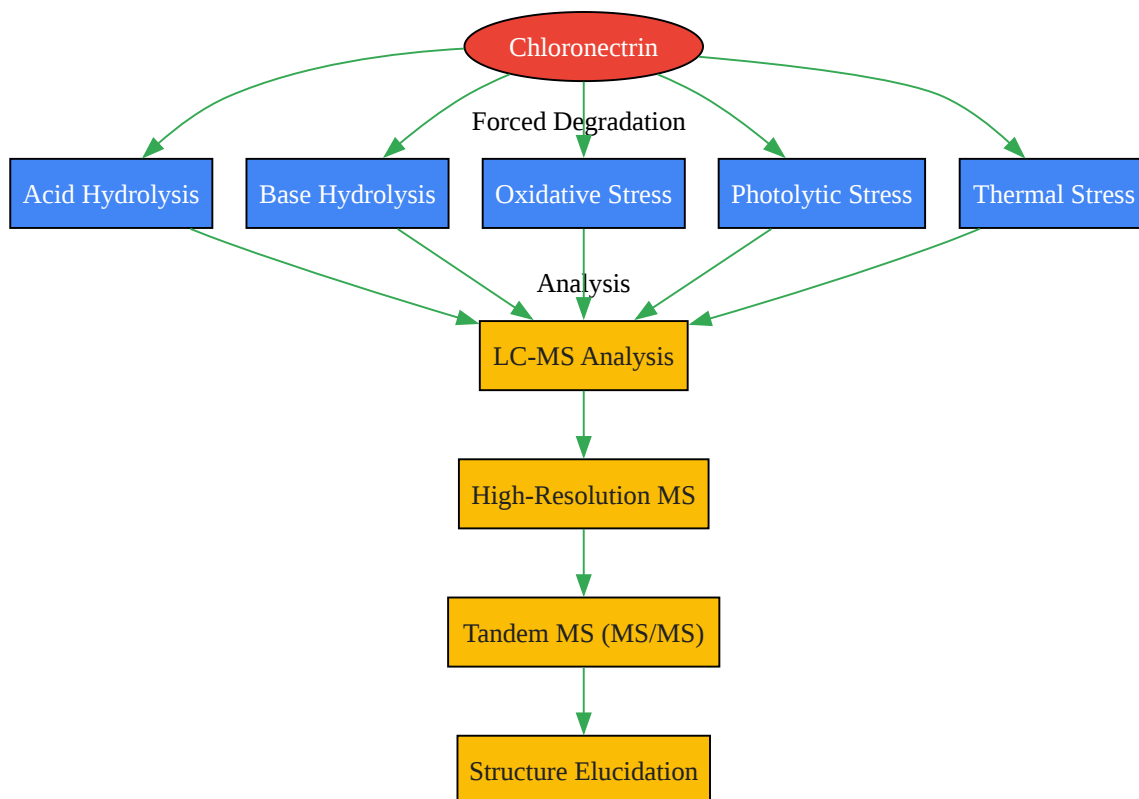 Chloronectrin
Forced Degradation
Acid Hydrolysis
Base Hydrolysis
Oxidative Stress
Photolytic Stress
Thermal Stress
Analysis
LC-MS Analysis
High-Resolution MS
Tandem MS (MS/MS)
Structure Elucidation